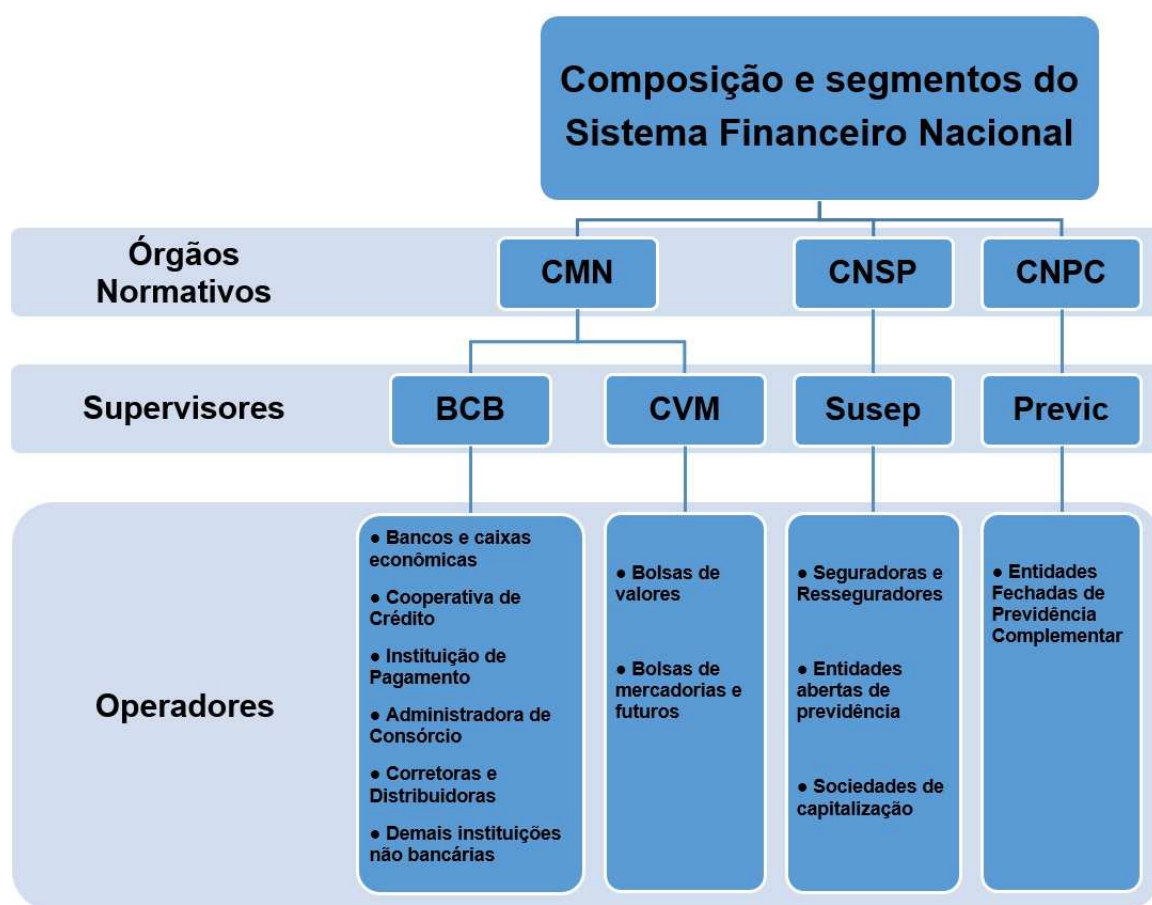 Composição e segmentos do
Sistema Financeiro Nacional
Órgãos
Normativos
CMN
CNSP
CNPC
Supervisores
BCB
CVM
Susep
Previc
Operadores
● Bancos e caixas
econômicas
● Cooperativa de
Crédito
● Instituição de
Pagamento
● Administradora de
Consórcio
● Corretoras e
Distribuidoras
● Demais instituições
não bancárias
● Bolsas de
valores
● Bolsas de
mercadorias e
futuros
● Seguradoras e
Resseguradores
● Entidades
abertas de
previdência
● Sociedades de
capitalização
● Entidades
Fechadas de
Previdência
Complementar